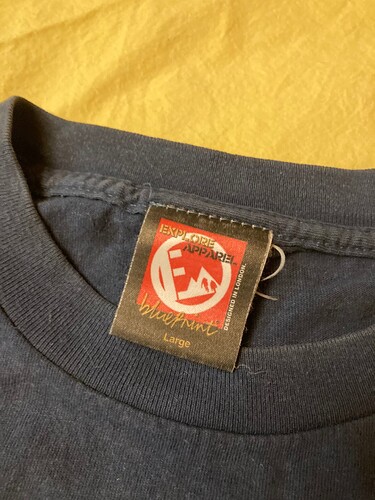 EXPLORE
APPAREL
DESIGNED IN LONDON.
blueprint
Large